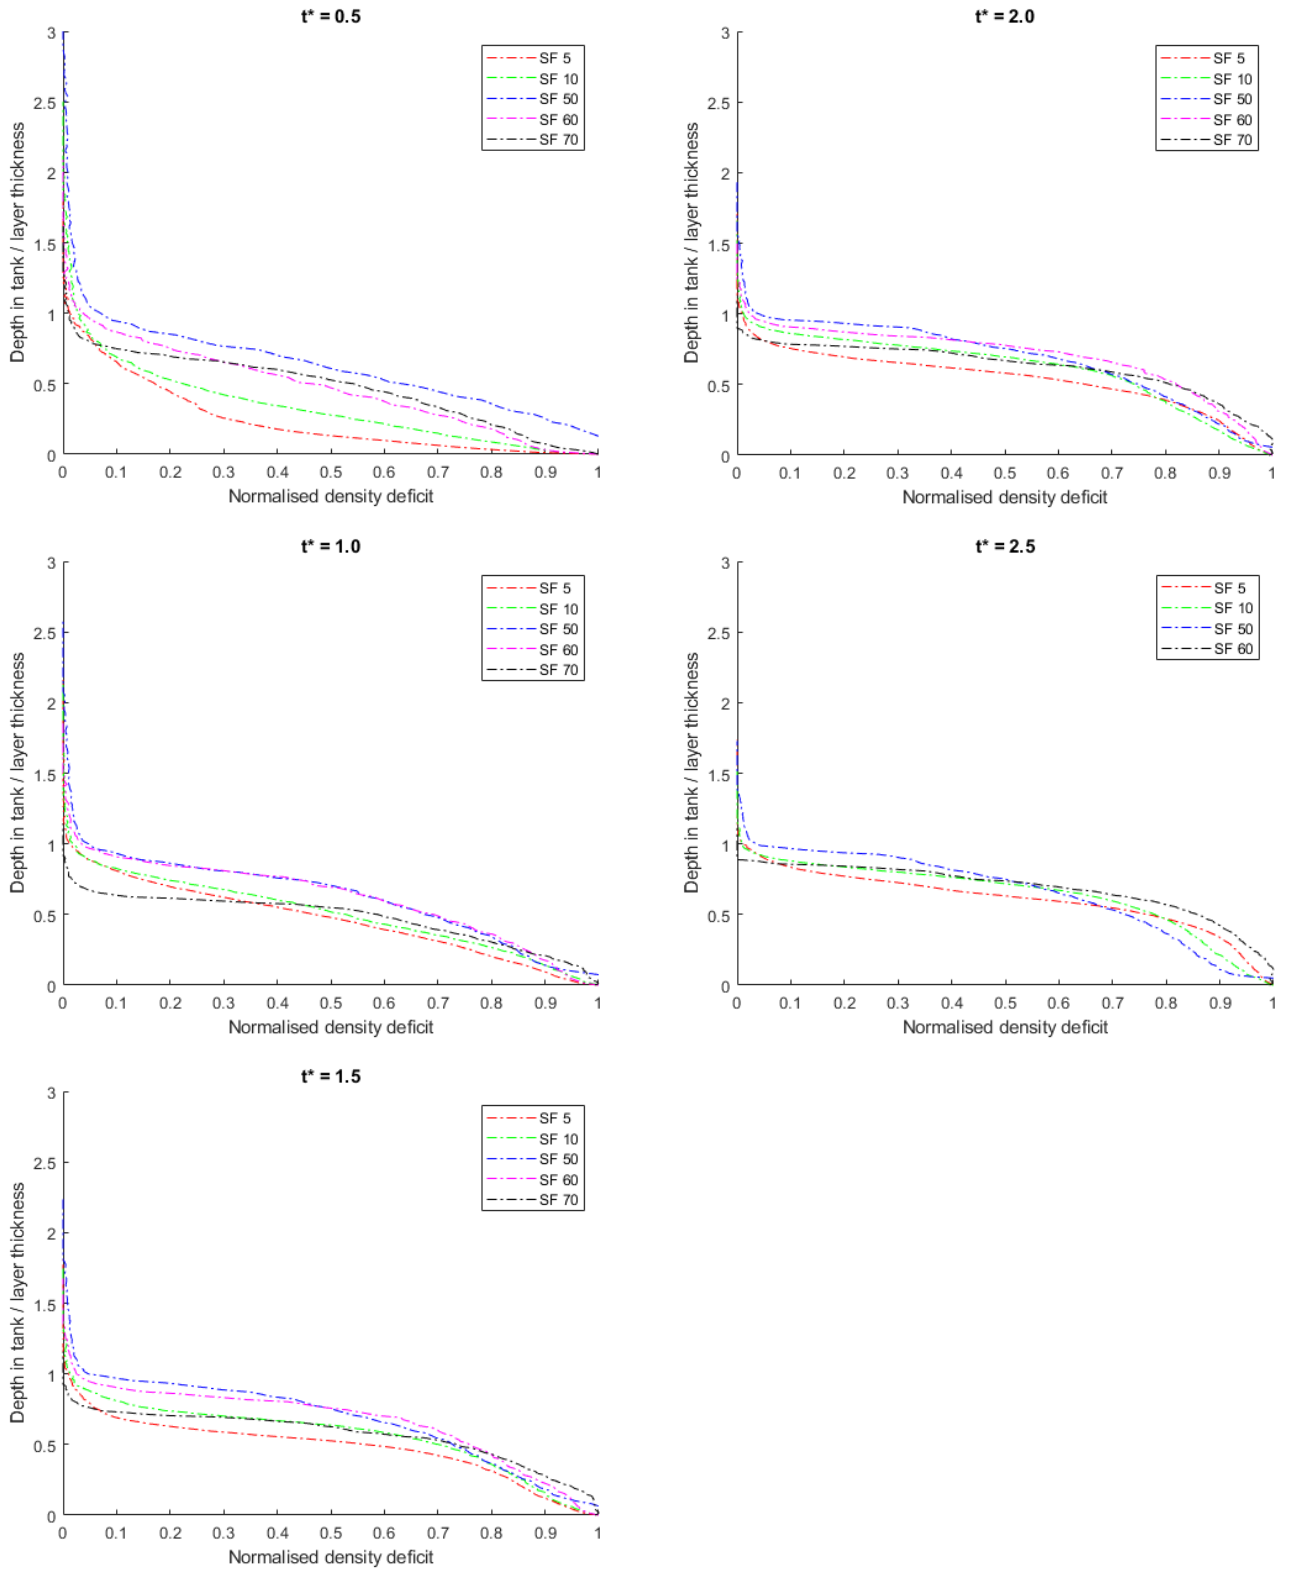 t* = 0.5
3
2.5
2
1.5
1
0.5
0
0 0.1 0.2 0.3 0.4 0.5 0.6 0.7 0.8 0.9 1
Normalised density deficit
Depth in tank / layer thickness
SF 5
SF 10
SF 50
SF 60
SF 70
t* = 2.0
3
2.5
2
1.5
1
0.5
0
0 0.1 0.2 0.3 0.4 0.5 0.6 0.7 0.8 0.9 1
Normalised density deficit
Depth in tank / layer thickness
SF 5
SF 10
SF 50
SF 60
SF 70
t* = 1.0
3
2.5
2
1.5
1
0.5
0
0 0.1 0.2 0.3 0.4 0.5 0.6 0.7 0.8 0.9 1
Normalised density deficit
Depth in tank / layer thickness
SF 5
SF 10
SF 50
SF 60
SF 70
t* = 2.5
3
2.5
2
1.5
1
0.5
0
0 0.1 0.2 0.3 0.4 0.5 0.6 0.7 0.8 0.9 1
Normalised density deficit
Depth in tank / layer thickness
SF 5
SF 10
SF 50
SF 60
t* = 1.5
3
2.5
2
1.5
1
0.5
0
0 0.1 0.2 0.3 0.4 0.5 0.6 0.7 0.8 0.9 1
Normalised density deficit
Depth in tank / layer thickness
SF 5
SF 10
SF 50
SF 60
SF 70